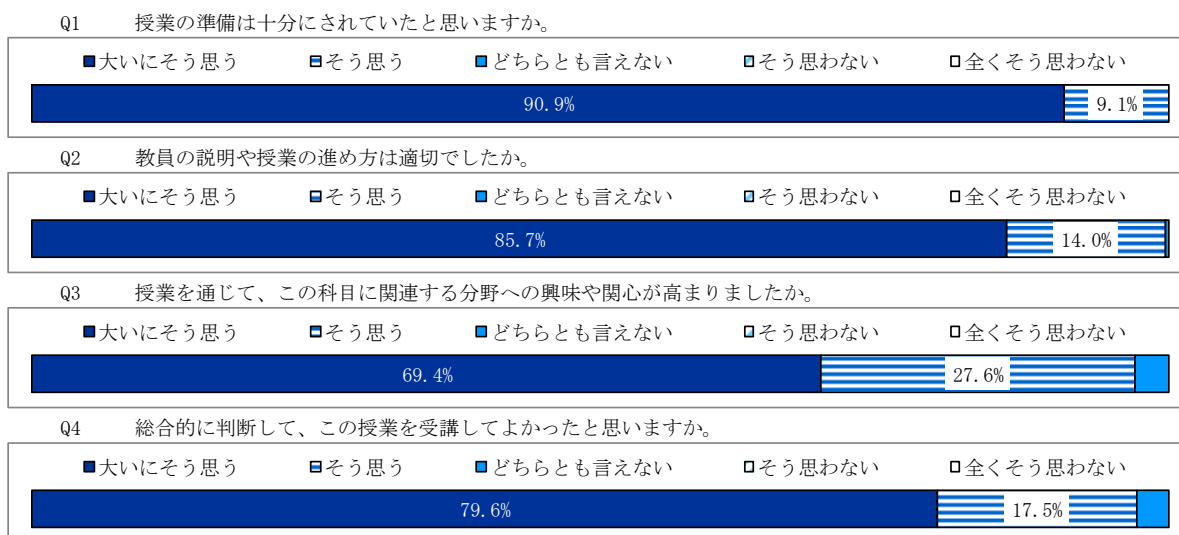 Q1 授業の準備は十分にされていたと思いますか。
■大いにそう思う そう思う ■どちらとも言えない そう思わない □全くそう思わない
90.9% 9.1%
Q2 教員の説明や授業の進め方は適切でしたか。
■大いにそう思う そう思う ■どちらとも言えない そう思わない □全くそう思わない
85.7% 14.0%
Q3 授業を通じて、この科目に関連する分野への興味や関心が高まりましたか。
■大いにそう思う そう思う ■どちらとも言えない そう思わない □全くそう思わない
69.4% 27.6%
Q4 総合的に判断して、この授業を受講してよかったと思いますか。
■大いにそう思う そう思う ■どちらとも言えない そう思わない □全くそう思わない
79.6% 17.5%